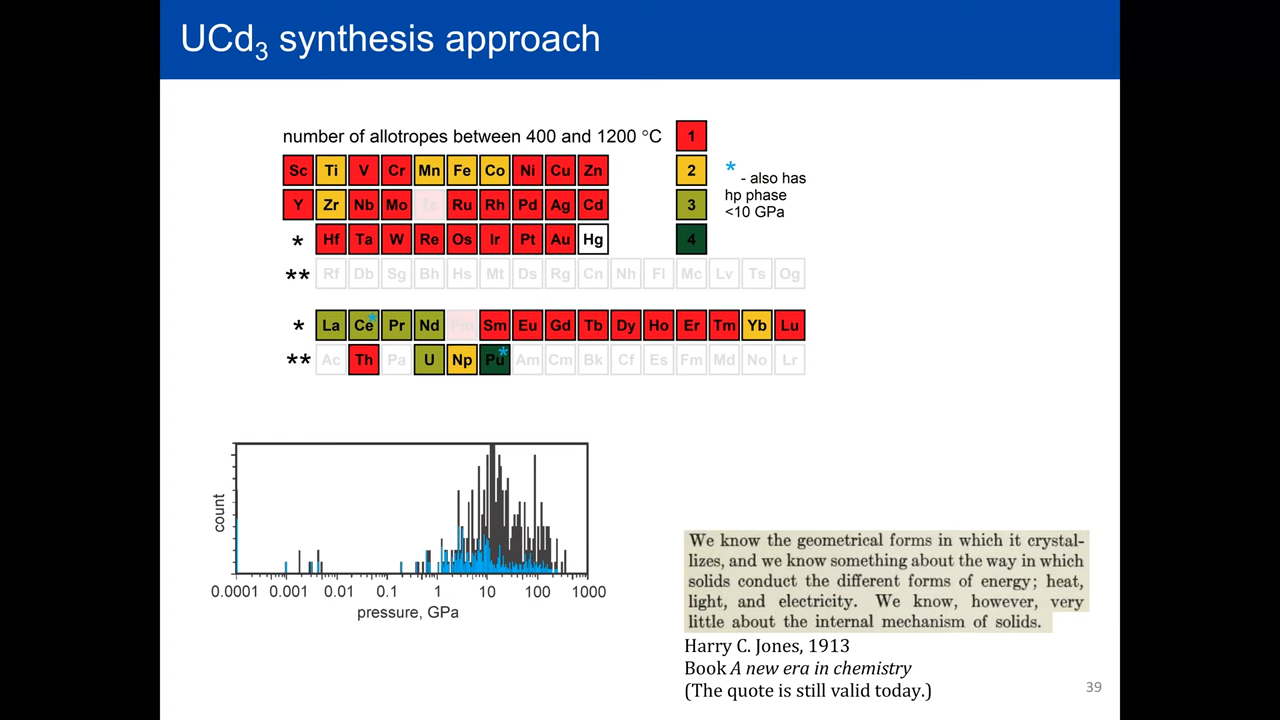 UCd3 synthesis approach
number of allotropes between 400 and 1200 °C
1
Sc Ti V Cr Mn Fe Co Ni Cu Zn
2
* - also has
hp phase
<10 GPa
Y Zr Nb Mo Tc Ru Rh Pd Ag Cd
3
* Hf Ta W Re Os Ir Pt Au Hg
4
** Rf Db Sg Bh Hs Mt Ds Rg Cn Nh Fl Mc Lv Ts Og
* La Ce* Pr Nd Sm Eu Gd Tb Dy Ho Er Tm Yb Lu
** Ac Th Pa U Np Pu* Am Cm Bk Cf Es Fm Md No Lr
count
0.0001 0.001 0.01 0.1 1 10 100 1000
pressure, GPa
We know the geometrical forms in which it crystal-
lizes, and we know something about the way in which
solids conduct the different forms of energy; heat,
light, and electricity. We know, however, very
little about the internal mechanism of solids.
Harry C. Jones, 1913
Book A new era in chemistry
(The quote is still valid today.)
39